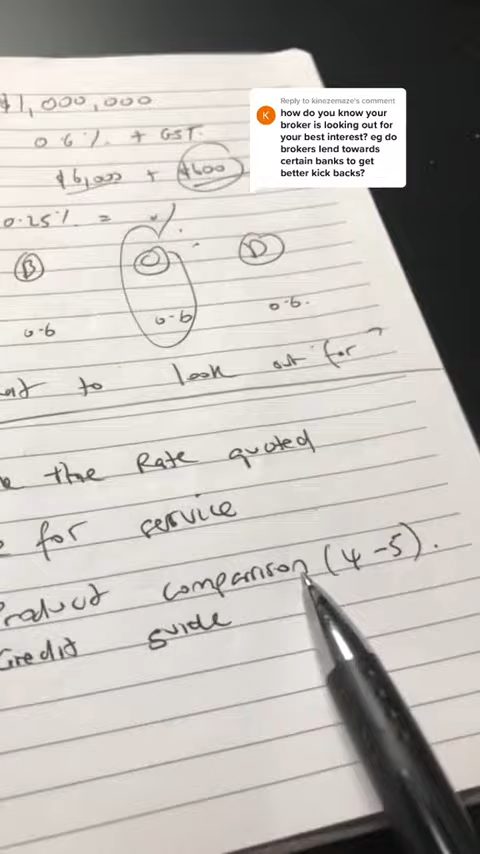 $1,000,000
0.6% + GST.
$6,000 + $600
0.25% =
B
C
D
0.6
0.6
0.6.
to look out for ?
the Rate quoted
for service
Product comparison (4-5).
Credit guide
Reply to kinezemaze's comment
K
how do you know your
broker is looking out for
your best interest? eg do
brokers lend towards
certain banks to get
better kick backs?